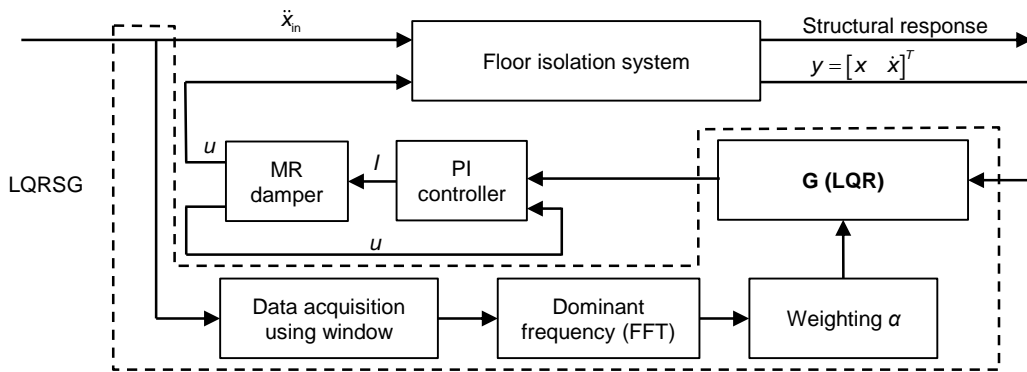 ẍin
Structural response
Floor isolation system
y = [x ẋ]^T
u
MR
damper
I
PI
controller
G (LQR)
LQRSG
u
Data acquisition
using window
Dominant
frequency (FFT)
Weighting α